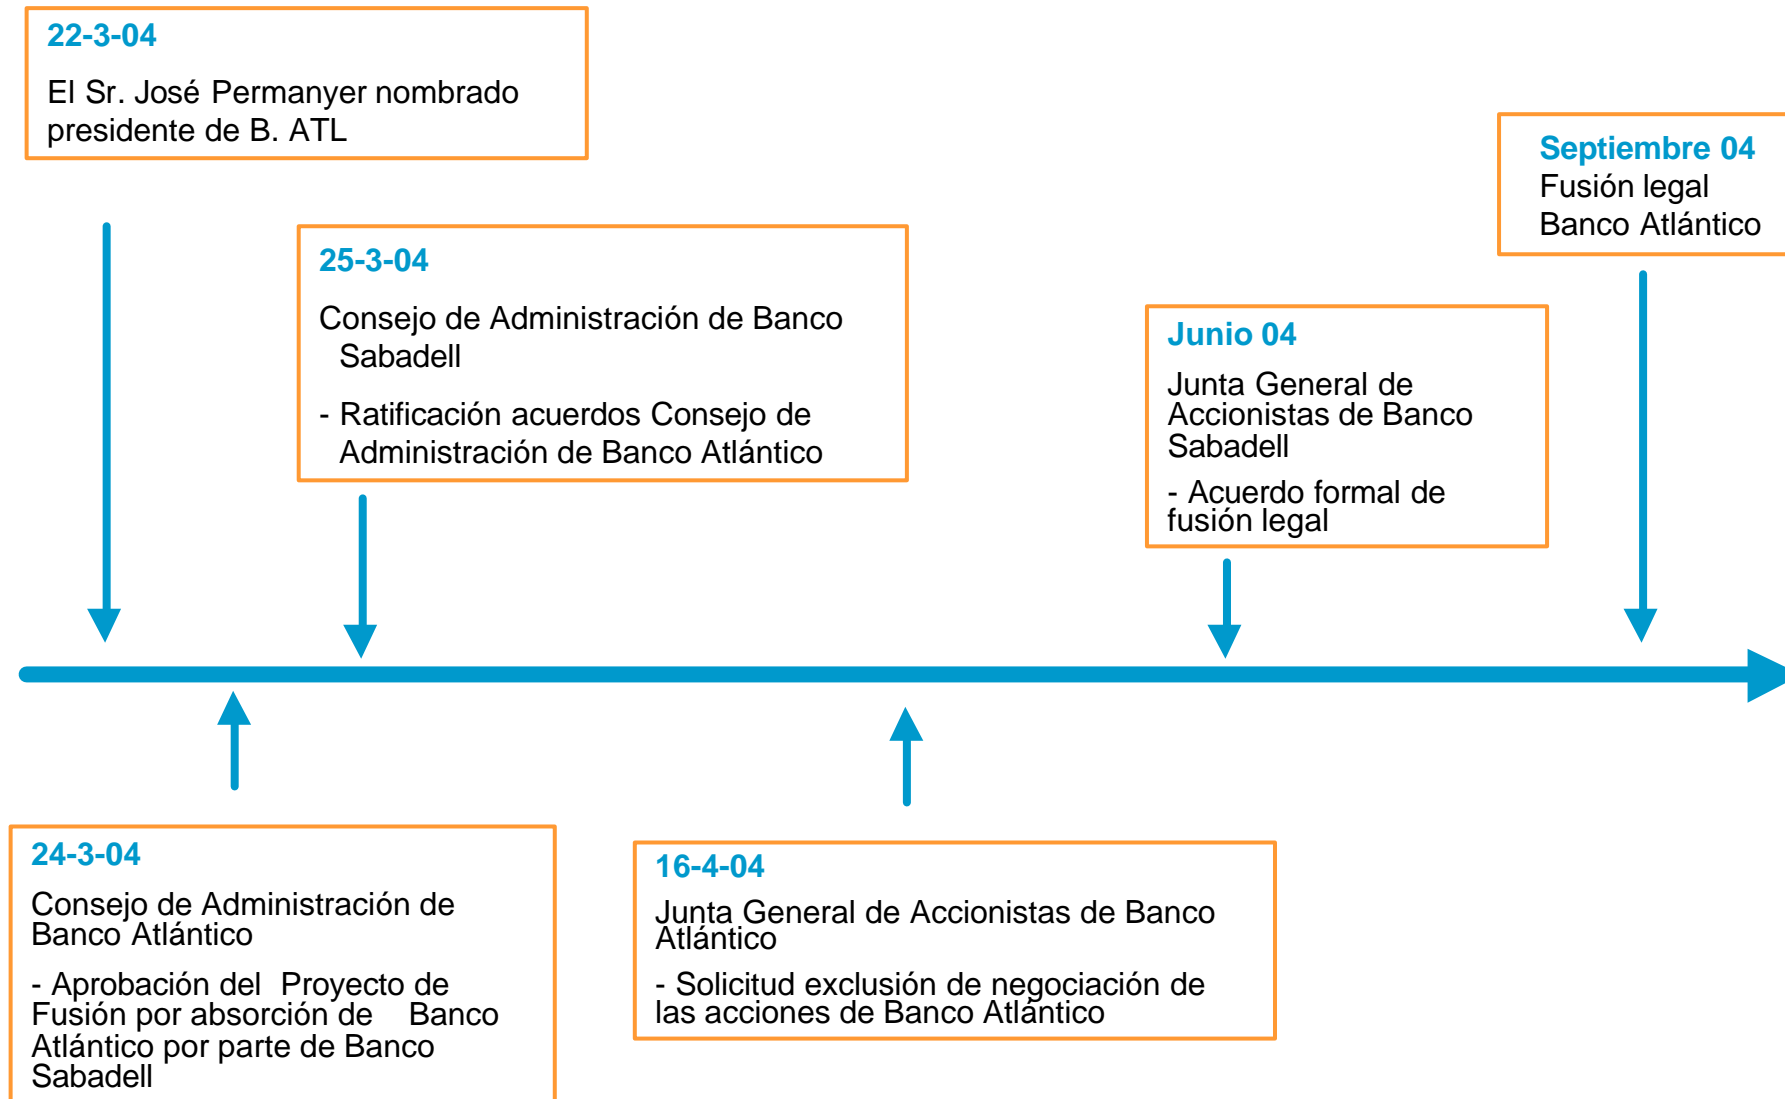 22-3-04
El Sr. José Permanyer nombrado
presidente de B. ATL
25-3-04
Consejo de Administración de Banco
Sabadell
- Ratificación acuerdos Consejo de
Administración de Banco Atlántico
Junio 04
Junta General de
Accionistas de Banco
Sabadell
- Acuerdo formal de
fusión legal
Septiembre 04
Fusión legal
Banco Atlántico
24-3-04
Consejo de Administración de
Banco Atlántico
- Aprobación del Proyecto de
Fusión por absorción de Banco
Atlántico por parte de Banco
Sabadell
16-4-04
Junta General de Accionistas de Banco
Atlántico
- Solicitud exclusión de negociación de
las acciones de Banco Atlántico